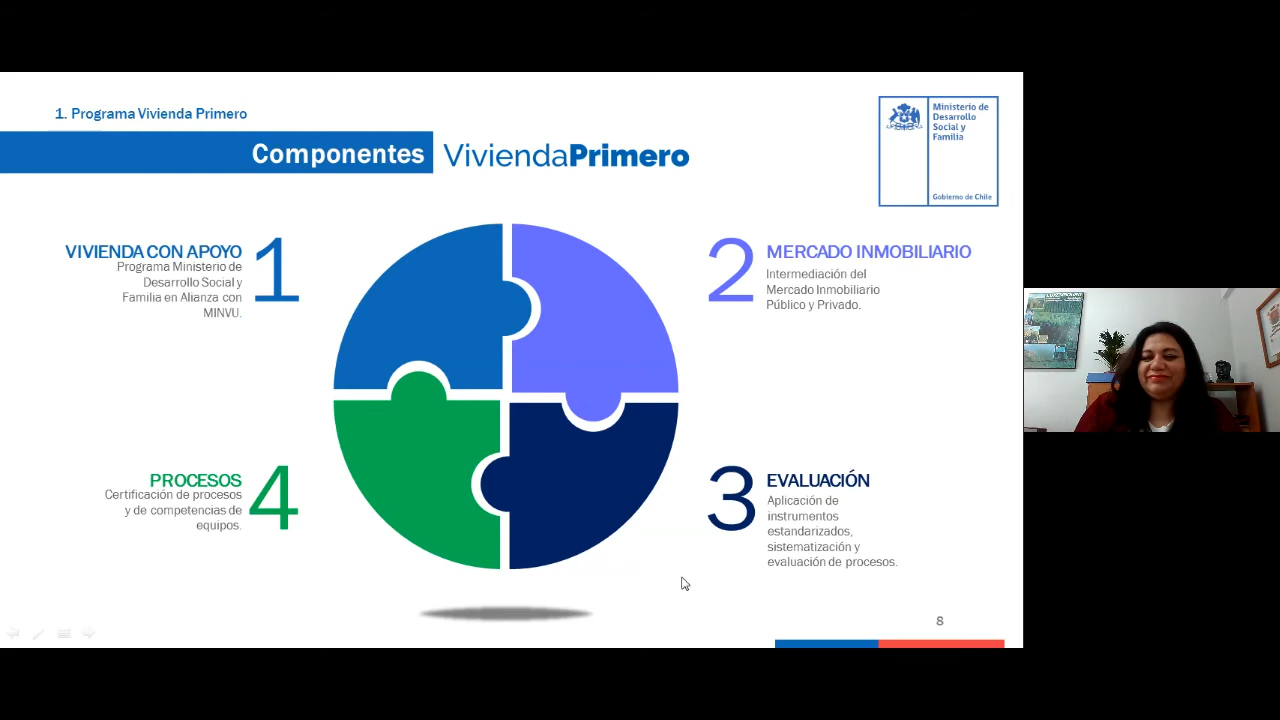 1. Programa Vivienda Primero
Componentes
ViviendaPrimero
Ministerio de
Desarrollo
Social y
Familia
Gobierno de Chile
VIVIENDA CON APOYO
1
Programa Ministerio de
Desarrollo Social y
Familia en Alianza con
MINVU.
2
MERCADO INMOBILIARIO
Intermediación del
Mercado Inmobiliario
Público y Privado.
PROCESOS
4
Certificación de procesos
y de competencias de
equipos.
3
EVALUACIÓN
Aplicación de
instrumentos
estandarizados,
sistematización y
evaluación de procesos.
8